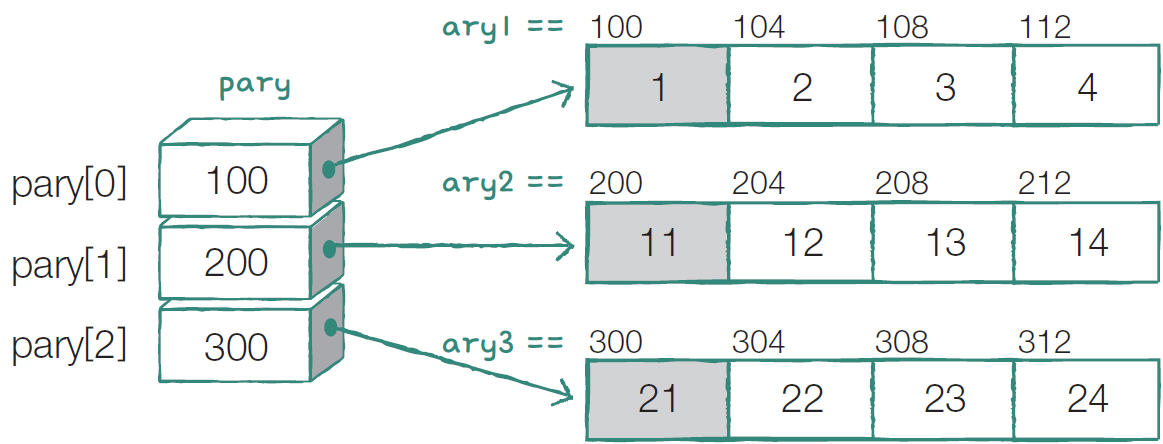 ary1 == 100 104 108 112
1 2 3 4
pary
pary[0] 100
ary2 == 200 204 208 212
11 12 13 14
pary[1] 200
pary[2] 300
ary3 == 300 304 308 312
21 22 23 24